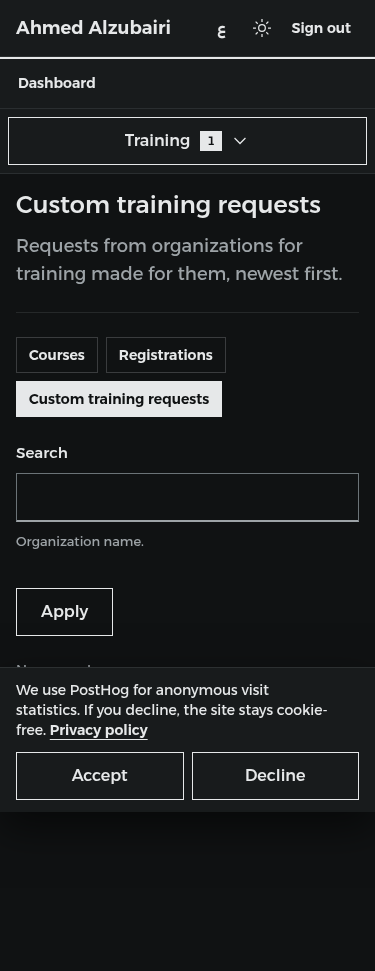 Ahmed Alzubairi
ع
Sign out
Dashboard
Training 1
Custom training requests
Requests from organizations for
training made for them, newest first.
Courses
Registrations
Custom training requests
Search
Organization name.
Apply
We use PostHog for anonymous visit
statistics. If you decline, the site stays cookie-
free. Privacy policy
Accept
Decline